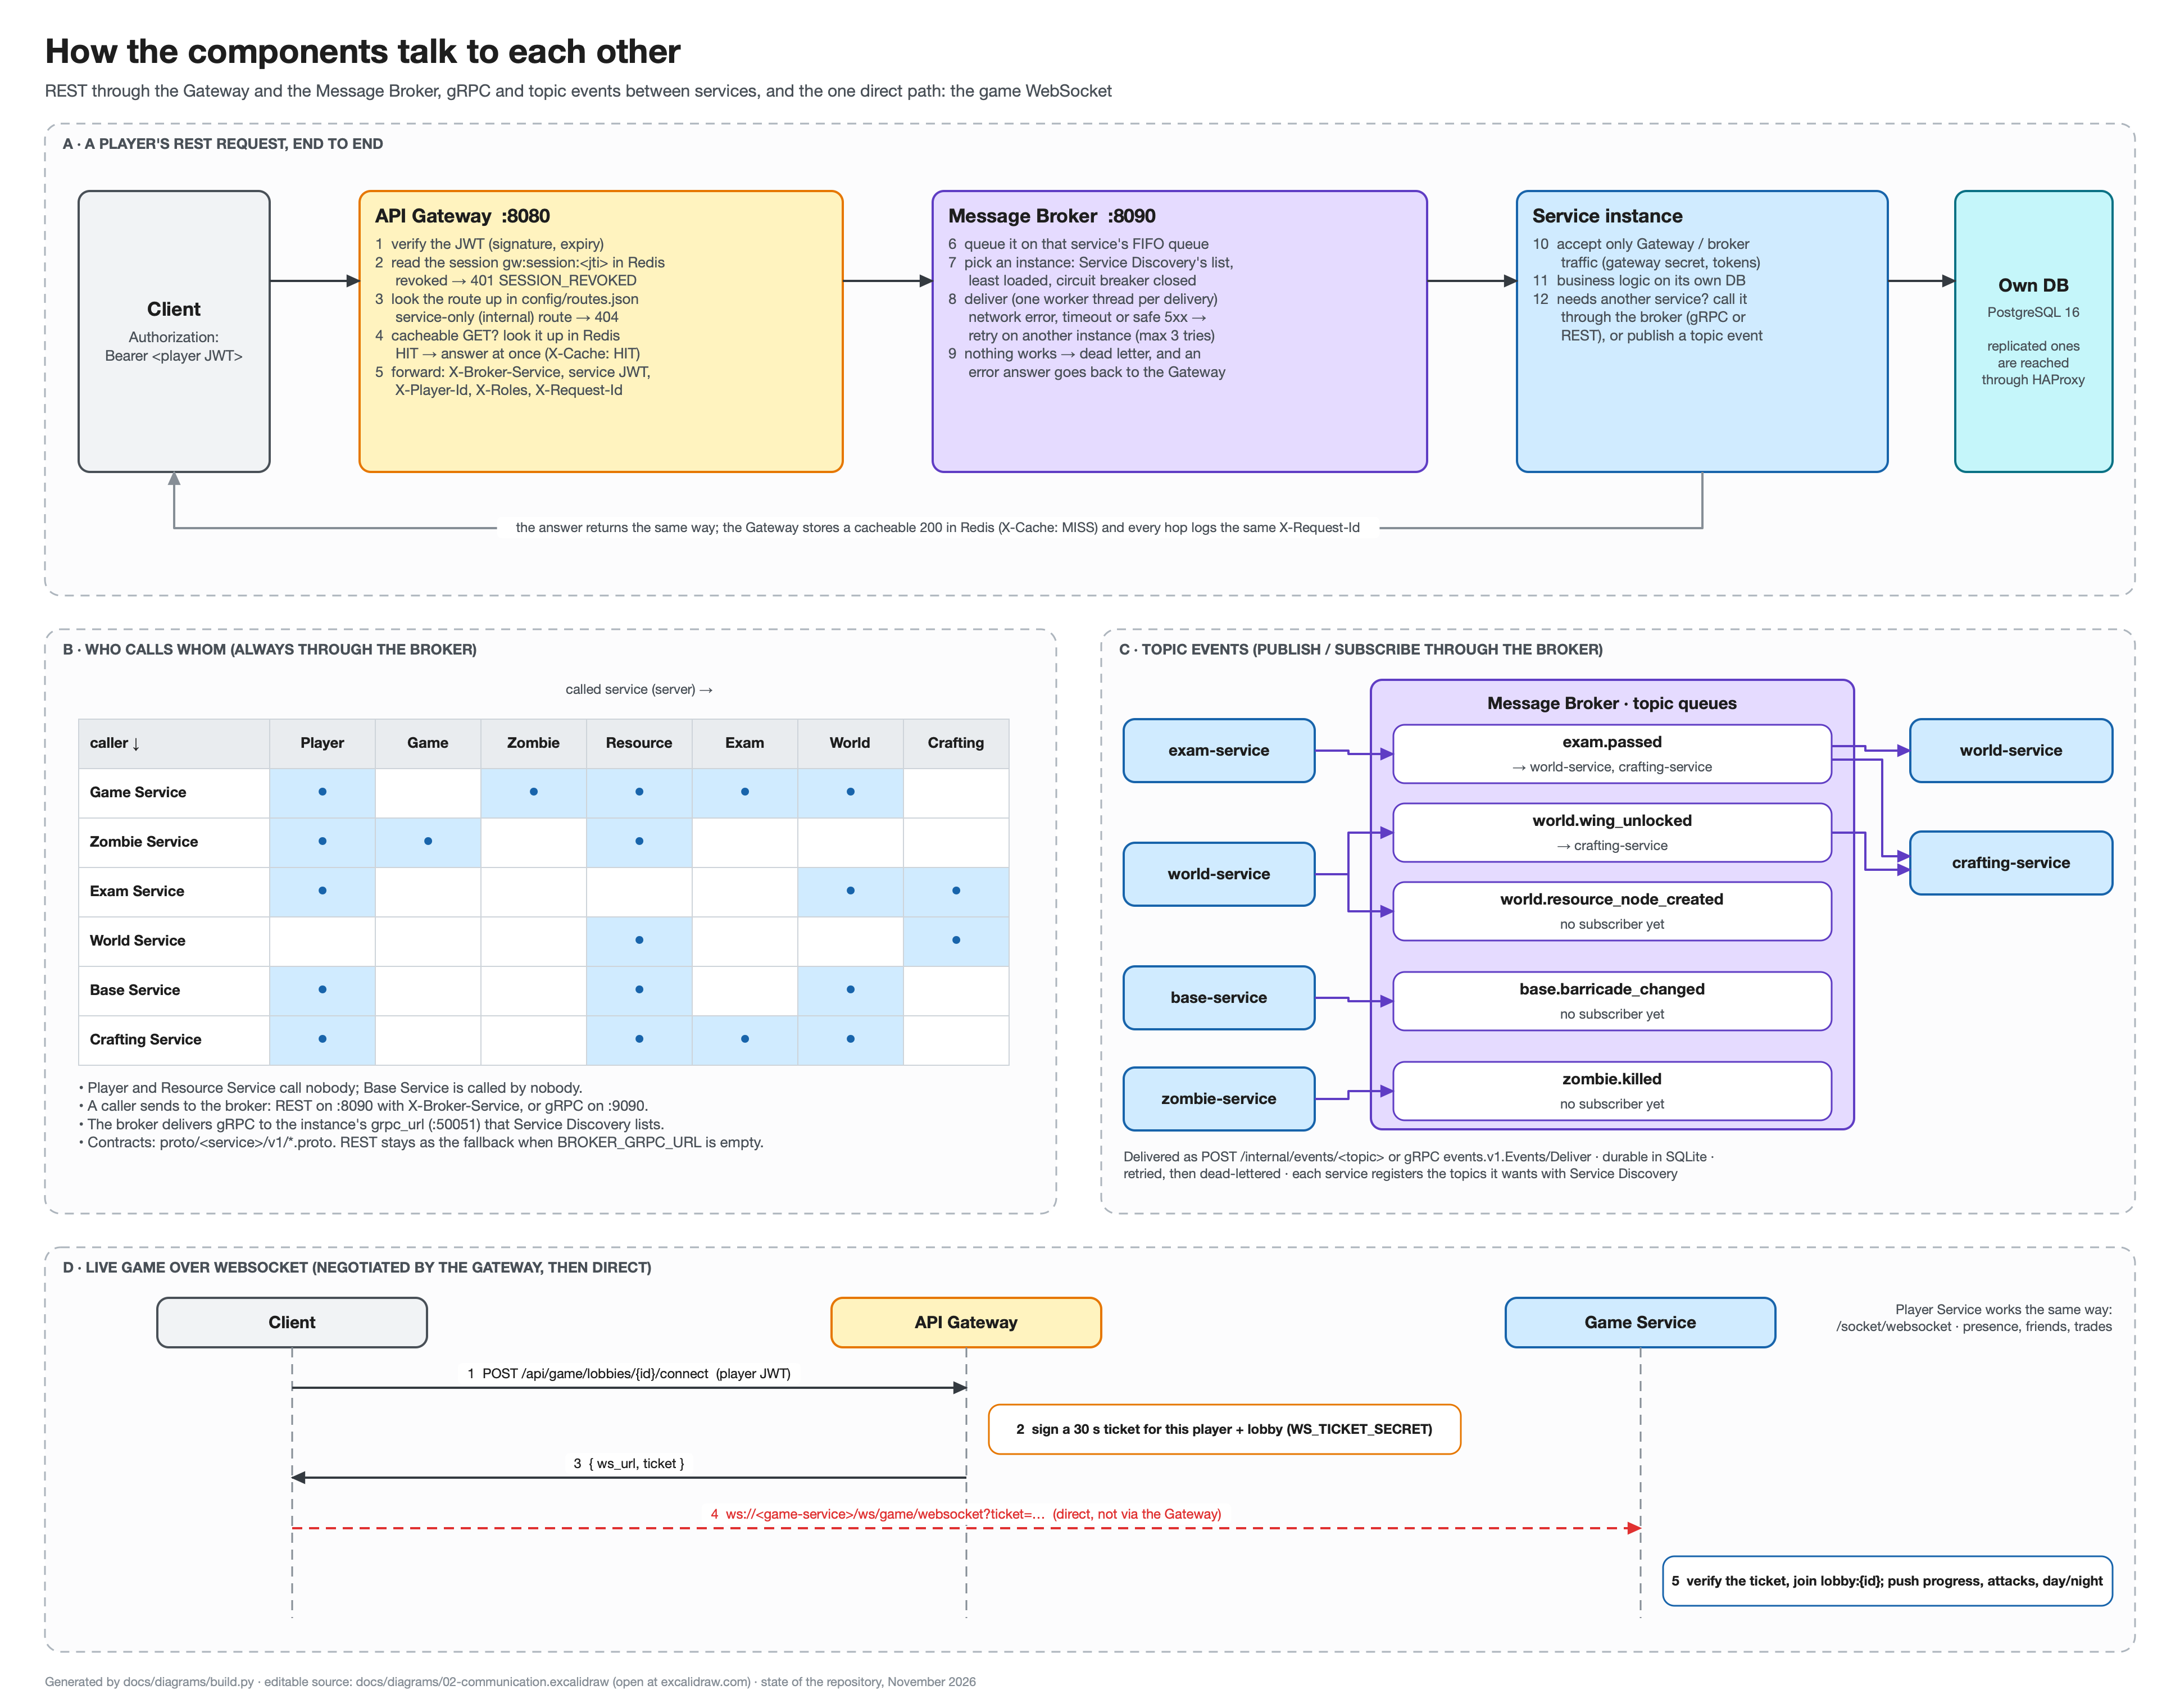 How the components talk to each other
REST through the Gateway and the Message Broker, gRPC and topic events between services, and the one direct path: the game WebSocket
A · A PLAYER'S REST REQUEST, END TO END
Client
Authorization:
Bearer <player JWT>
API Gateway :8080
1 verify the JWT (signature, expiry)
2 read the session gw:session:<jti> in Redis
revoked → 401 SESSION_REVOKED
3 look the route up in config/routes.json
service-only (internal) route → 404
4 cacheable GET? look it up in Redis
HIT → answer at once (X-Cache: HIT)
5 forward: X-Broker-Service, service JWT,
X-Player-Id, X-Roles, X-Request-Id
Message Broker :8090
6 queue it on that service's FIFO queue
7 pick an instance: Service Discovery's list,
least loaded, circuit breaker closed
8 deliver (one worker thread per delivery)
network error, timeout or safe 5xx →
retry on another instance (max 3 tries)
9 nothing works → dead letter, and an
error answer goes back to the Gateway
Service instance
10 accept only Gateway / broker
traffic (gateway secret, tokens)
11 business logic on its own DB
12 needs another service? call it
through the broker (gRPC or
REST), or publish a topic event
Own DB
PostgreSQL 16
replicated ones
are reached
through HAProxy
the answer returns the same way; the Gateway stores a cacheable 200 in Redis (X-Cache: MISS) and every hop logs the same X-Request-Id
B · WHO CALLS WHOM (ALWAYS THROUGH THE BROKER)
called service (server) →
caller ↓ Player Game Zombie Resource Exam World Crafting
Game Service • • • • •
Zombie Service • • •
Exam Service • • •
World Service • •
Base Service • • •
Crafting Service • • • •
• Player and Resource Service call nobody; Base Service is called by nobody.
• A caller sends to the broker: REST on :8090 with X-Broker-Service, or gRPC on :9090.
• The broker delivers gRPC to the instance's grpc_url (:50051) that Service Discovery lists.
• Contracts: proto/<service>/v1/*.proto. REST stays as the fallback when BROKER_GRPC_URL is empty.
C · TOPIC EVENTS (PUBLISH / SUBSCRIBE THROUGH THE BROKER)
exam-service
world-service
base-service
zombie-service
Message Broker · topic queues
exam.passed
→ world-service, crafting-service
world.wing_unlocked
→ crafting-service
world.resource_node_created
no subscriber yet
base.barricade_changed
no subscriber yet
zombie.killed
no subscriber yet
world-service
crafting-service
Delivered as POST /internal/events/<topic> or gRPC events.v1.Events/Deliver · durable in SQLite ·
retried, then dead-lettered · each service registers the topics it wants with Service Discovery
D · LIVE GAME OVER WEBSOCKET (NEGOTIATED BY THE GATEWAY, THEN DIRECT)
Client
API Gateway
Game Service
Player Service works the same way:
/socket/websocket · presence, friends, trades
1 POST /api/game/lobbies/{id}/connect (player JWT)
2 sign a 30 s ticket for this player + lobby (WS_TICKET_SECRET)
3 { ws_url, ticket }
4 ws://<game-service>/ws/game/websocket?ticket=… (direct, not via the Gateway)
5 verify the ticket, join lobby:{id}; push progress, attacks, day/night
Generated by docs/diagrams/build.py · editable source: docs/diagrams/02-communication.excalidraw (open at excalidraw.com) · state of the repository, November 2026